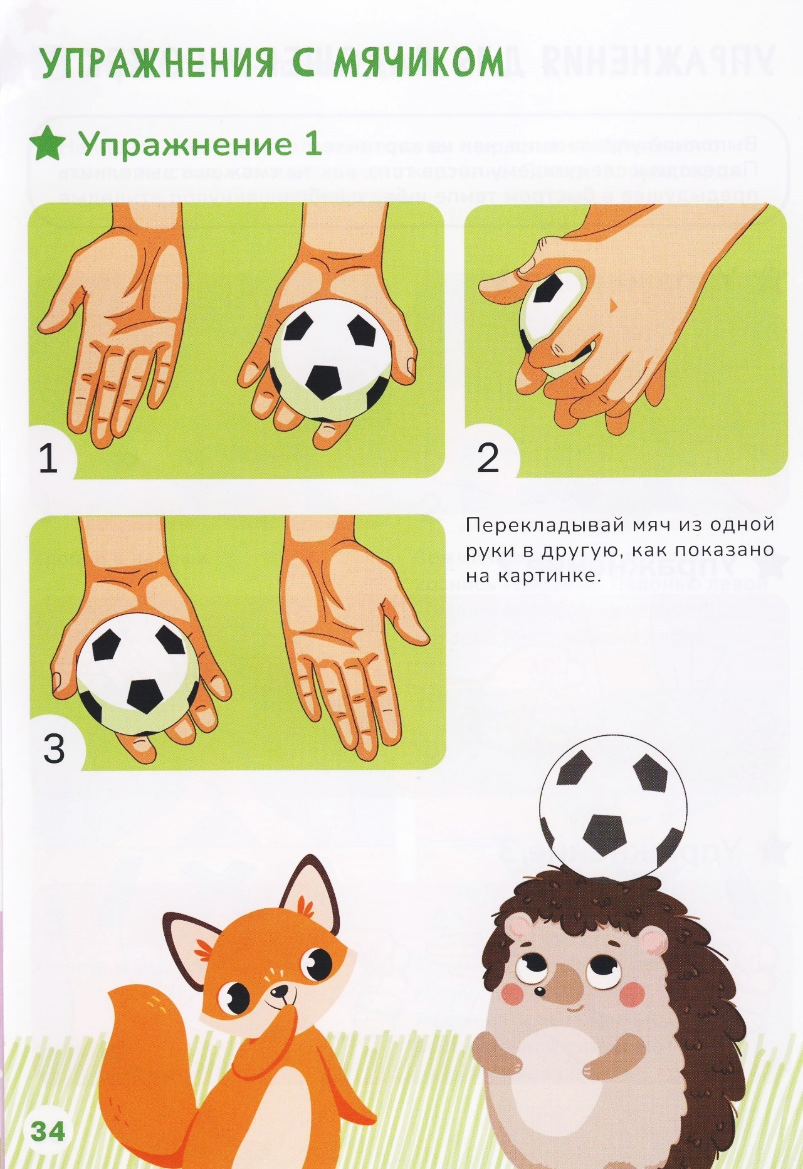 УПРАЖНЕНИЯ С МЯЧИКОМ
Упражнение 1
1
2
Перекладывай мяч из одной
руки в другую, как показано
на картинке.
3
34